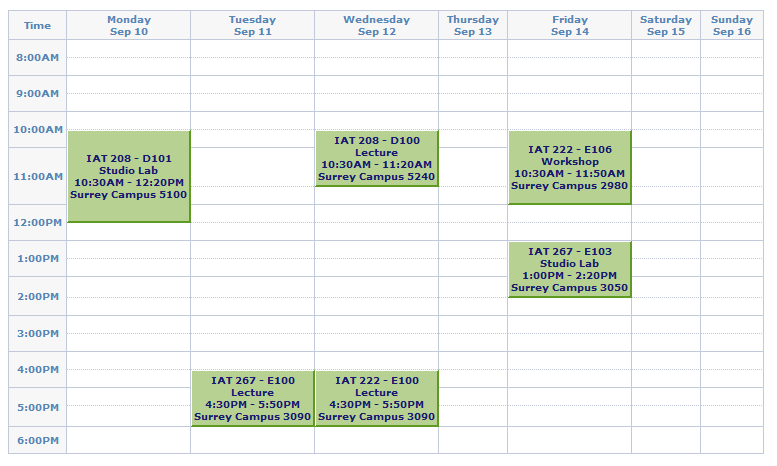 Time
Monday
Sep 10
Tuesday
Sep 11
Wednesday
Sep 12
Thursday
Sep 13
Friday
Sep 14
Saturday
Sep 15
Sunday
Sep 16
8:00AM
9:00AM
10:00AM
IAT 208 - D101
Studio Lab
10:30AM - 12:20PM
Surrey Campus 5100
IAT 208 - D100
Lecture
10:30AM - 11:20AM
Surrey Campus 5240
IAT 222 - E106
Workshop
10:30AM - 11:50AM
Surrey Campus 2980
11:00AM
12:00PM
1:00PM
IAT 267 - E103
Studio Lab
1:00PM - 2:20PM
Surrey Campus 3050
2:00PM
3:00PM
4:00PM
IAT 267 - E100
Lecture
4:30PM - 5:50PM
Surrey Campus 3090
IAT 222 - E100
Lecture
4:30PM - 5:50PM
Surrey Campus 3090
5:00PM
6:00PM